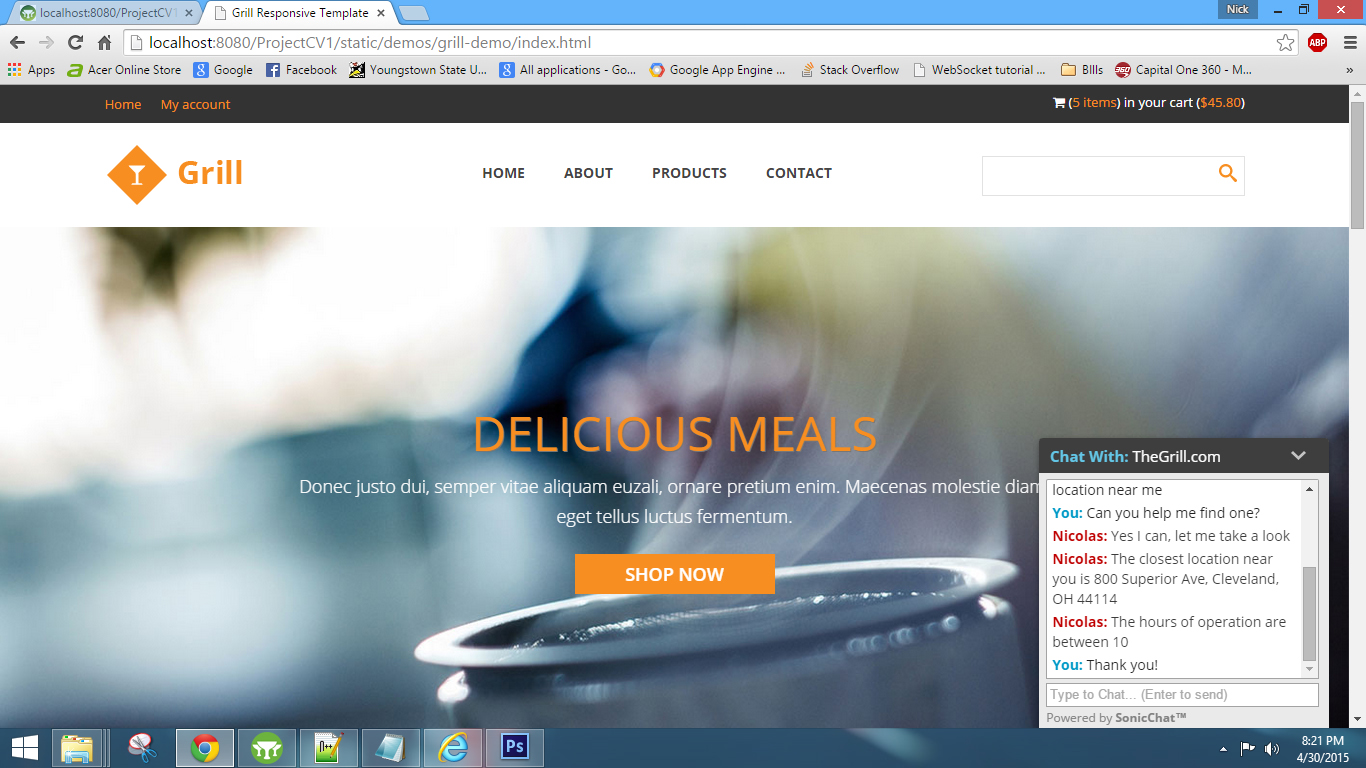 localhost:8080/ProjectCV1
Grill Responsive Template
Nick
localhost:8080/ProjectCV1/static/demos/grill-demo/index.html
ABP
Apps
Acer Online Store
Google
Facebook
Youngstown State U...
All applications - Go...
Google App Engine ...
Stack Overflow
WebSocket tutorial ...
BIlls
Capital One 360 - M...
»
Home
My account
(5 items) in your cart ($45.80)
Grill
HOME
ABOUT
PRODUCTS
CONTACT
DELICIOUS MEALS
Donec justo dui, semper vitae aliquam euzali, ornare pretium enim. Maecenas molestie diam
eget tellus luctus fermentum.
SHOP NOW
Chat With: TheGrill.com
location near me
You: Can you help me find one?
Nicolas: Yes I can, let me take a look
Nicolas: The closest location near
you is 800 Superior Ave, Cleveland,
OH 44114
Nicolas: The hours of operation are
between 10
You: Thank you!
Type to Chat... (Enter to send)
Powered by SonicChat™
Ps
8:21 PM
4/30/2015